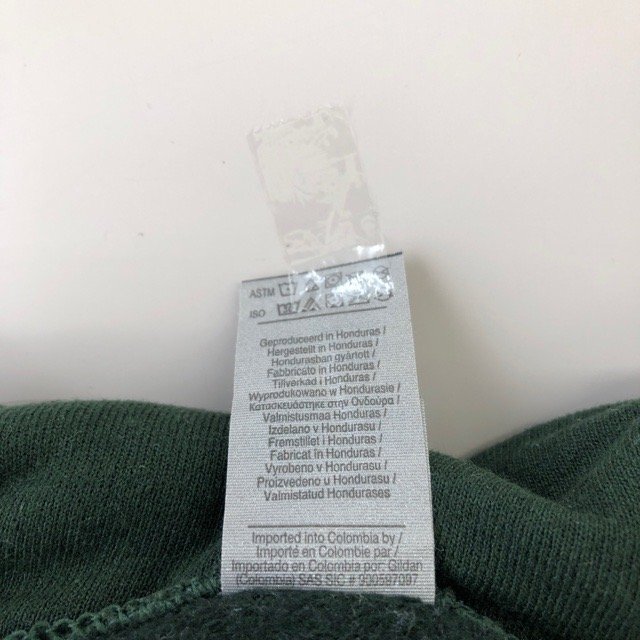 ASTM
ISO
Geproduceerd in Honduras /
Hergestellt in Honduras /
Hondurasban gyártott /
Fabbricato in Honduras /
Tillverkad i Honduras /
Wyprodukowano w Hondurasie /
Κατασκευάστηκε στη Ονδούρα /
Valmistusmaa Honduras /
Izdelano v Hondurasu /
Fremstillet i Honduras /
Fabricat în Honduras /
Vyrobeno v Hondurasu /
Proizvedeno u Hondurasu /
Valmistatud Hondurases
Imported into Colombia by /
Importé en Colombie par /
Importado en Colombia por: Gildan
(Colombia) SAS SIC # 900597097